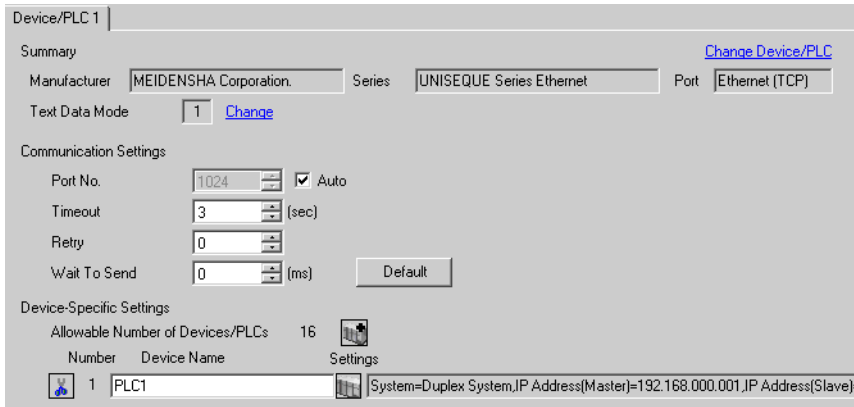 Device/PLC 1
Summary Change Device/PLC
Manufacturer MEIDENSHA Corporation. Series UNISEQUE Series Ethernet Port Ethernet (TCP)
Text Data Mode 1 Change
Communication Settings
Port No. 1024 Auto
Timeout 3 (sec)
Retry 0
Wait To Send 0 (ms) Default
Device-Specific Settings
Allowable Number of Devices/PLCs 16
Number Device Name Settings
1 PLC1 System=Duplex System,IP Address(Master)=192.168.000.001,IP Address(Slave)